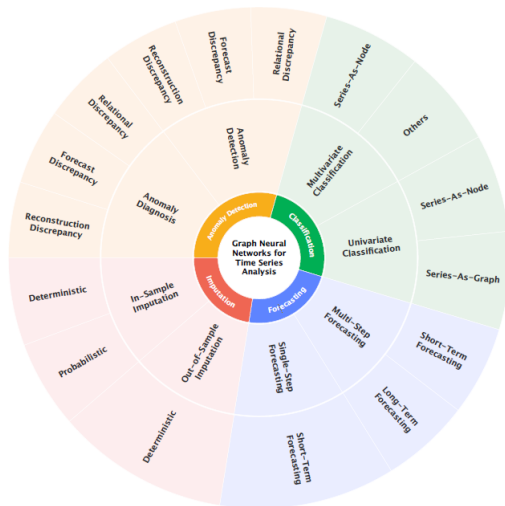 Graph Neural
Networks for
Time Series
Analysis
Anomaly Detection
Classification
Forecasting
Imputation
Anomaly
Detection
Anomaly
Diagnosis
Multivariate
Classification
Univariate
Classification
Multi-Step
Forecasting
Single-Step
Forecasting
Out-of-Sample
Imputation
In-Sample
Imputation
Series-As-Node
Others
Series-As-Node
Series-As-Graph
Short-Term
Forecasting
Long-Term
Forecasting
Short-Term
Forecasting
Deterministic
Probabilistic
Deterministic
Reconstruction
Discrepancy
Forecast
Discrepancy
Relational
Discrepancy
Reconstruction
Discrepancy
Forecast
Discrepancy
Relational
Discrepancy